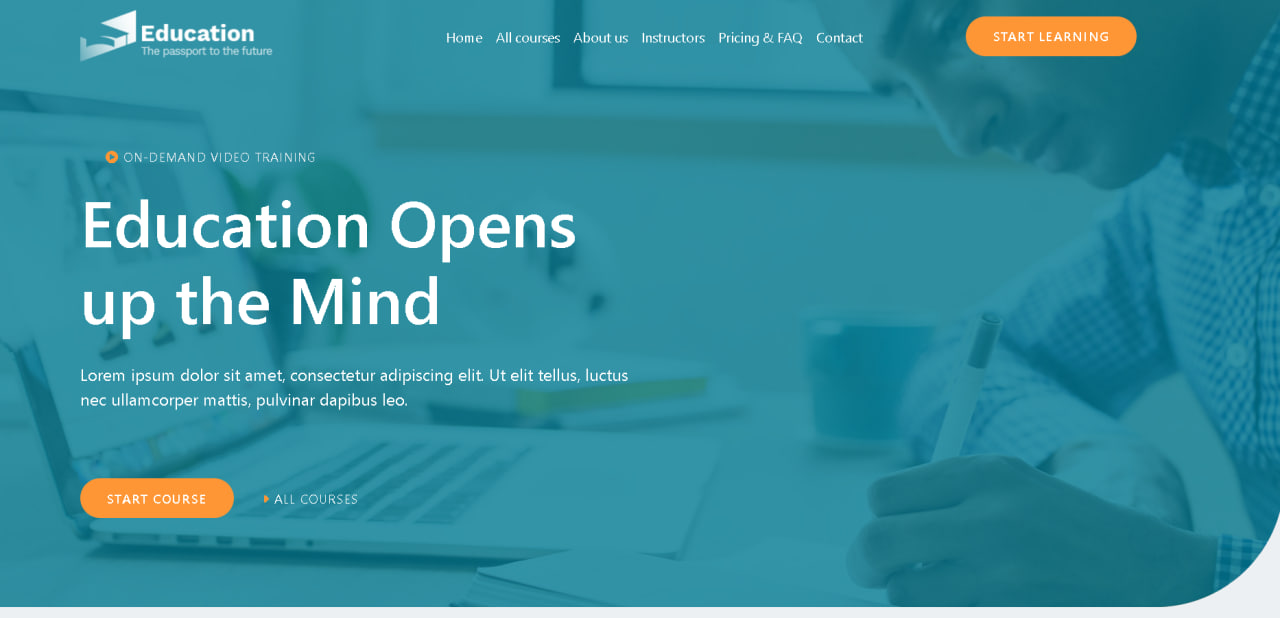 Education
The passport to the future
Home All courses About us Instructors Pricing & FAQ Contact
START LEARNING
ON-DEMAND VIDEO TRAINING
Education Opens
up the Mind
Lorem ipsum dolor sit amet, consectetur adipiscing elit. Ut elit tellus, luctus
nec ullamcorper mattis, pulvinar dapibus leo.
START COURSE
ALL COURSES